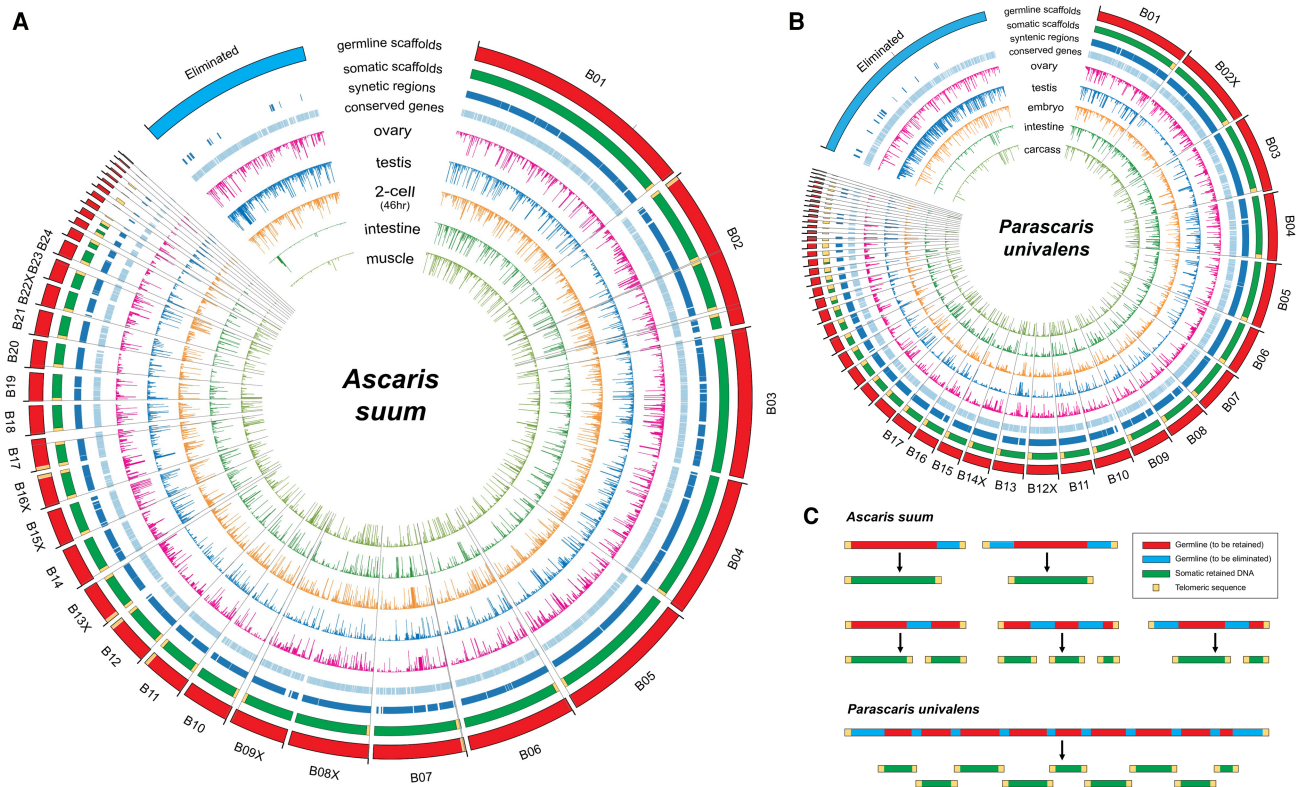 A
Eliminated
germline scaffolds
somatic scaffolds
synetic regions
conserved genes
ovary
testis
2-cell
(46hr)
intestine
muscle
B01
B02
B03
B04
B05
B06
B07
B08X
B09X
B10
B11
B12
B13X
B14
B15X
B16X
B17
B18
B19
B20
B21
B22X
B23
B24
Ascaris
suum
B
Eliminated
germline scaffolds
somatic scaffolds
syntenic regions
conserved genes
ovary
testis
embryo
intestine
carcass
B01
B02X
B03
B04
B05
B06
B07
B08
B09
B10
B11
B12X
B13
B14X
B15
B16
B17
Parascaris
univalens
C
Ascaris suum
Germline (to be retained)
Germline (to be eliminated)
Somatic retained DNA
Telomeric sequence
Parascaris univalens